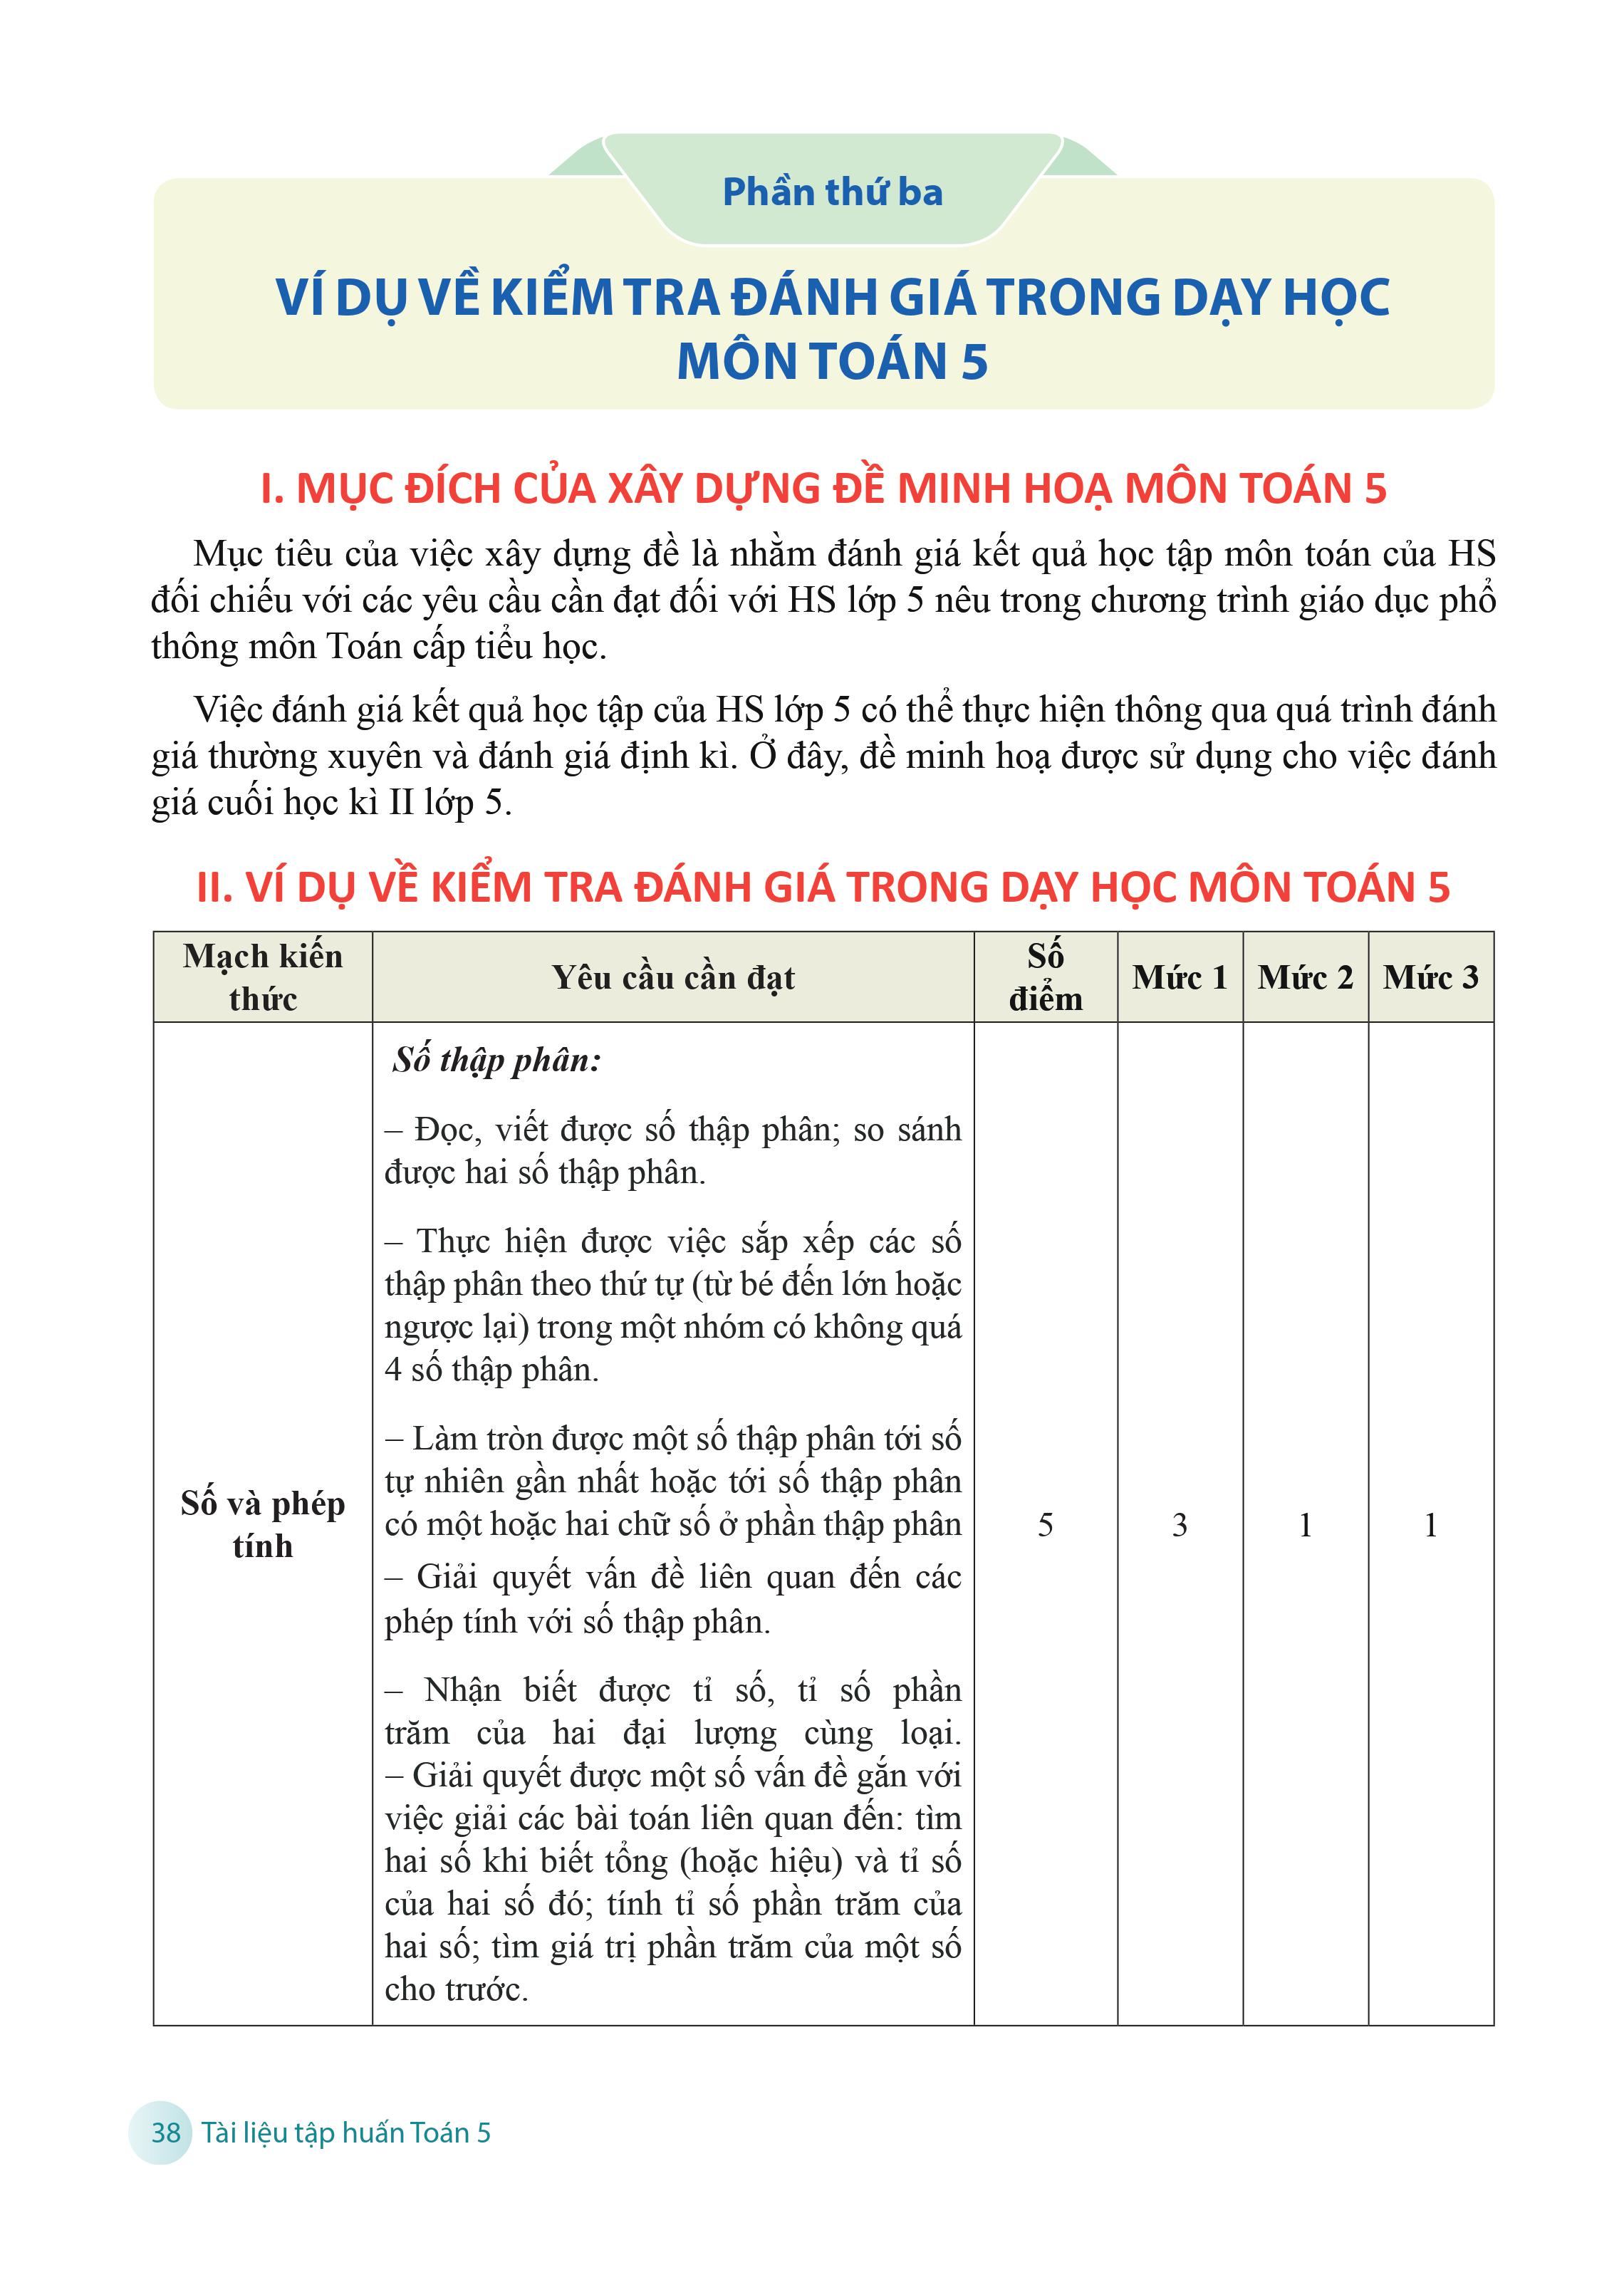 Phần thứ ba
VÍ DỤ VỀ KIỂM TRA ĐÁNH GIÁ TRONG DẠY HỌC
MÔN TOÁN 5
I. MỤC ĐÍCH CỦA XÂY DỰNG ĐỀ MINH HOẠ MÔN TOÁN 5
Mục tiêu của việc xây dựng đề là nhằm đánh giá kết quả học tập môn toán của HS
đối chiếu với các yêu cầu cần đạt đối với HS lớp 5 nêu trong chương trình giáo dục phổ
thông môn Toán cấp tiểu học.
Việc đánh giá kết quả học tập của HS lớp 5 có thể thực hiện thông qua quá trình đánh
giá thường xuyên và đánh giá định kì. Ở đây, đề minh hoạ được sử dụng cho việc đánh
giá cuối học kì II lớp 5.
II. VÍ DỤ VỀ KIỂM TRA ĐÁNH GIÁ TRONG DẠY HỌC MÔN TOÁN 5
Mạch kiến
thức
Yêu cầu cần đạt
Số
điểm
Mức 1
Mức 2
Mức 3
Số và phép
tính
Số thập phân:
– Đọc, viết được số thập phân; so sánh
được hai số thập phân.
– Thực hiện được việc sắp xếp các số
thập phân theo thứ tự (từ bé đến lớn hoặc
ngược lại) trong một nhóm có không quá
4 số thập phân.
– Làm tròn được một số thập phân tới số
tự nhiên gần nhất hoặc tới số thập phân
có một hoặc hai chữ số ở phần thập phân
– Giải quyết vấn đề liên quan đến các
phép tính với số thập phân.
– Nhận biết được tỉ số, tỉ số phần
trăm của hai đại lượng cùng loại.
– Giải quyết được một số vấn đề gắn với
việc giải các bài toán liên quan đến: tìm
hai số khi biết tổng (hoặc hiệu) và tỉ số
của hai số đó; tính tỉ số phần trăm của
hai số; tìm giá trị phần trăm của một số
cho trước.
5
3
1
1
38 Tài liệu tập huấn Toán 5